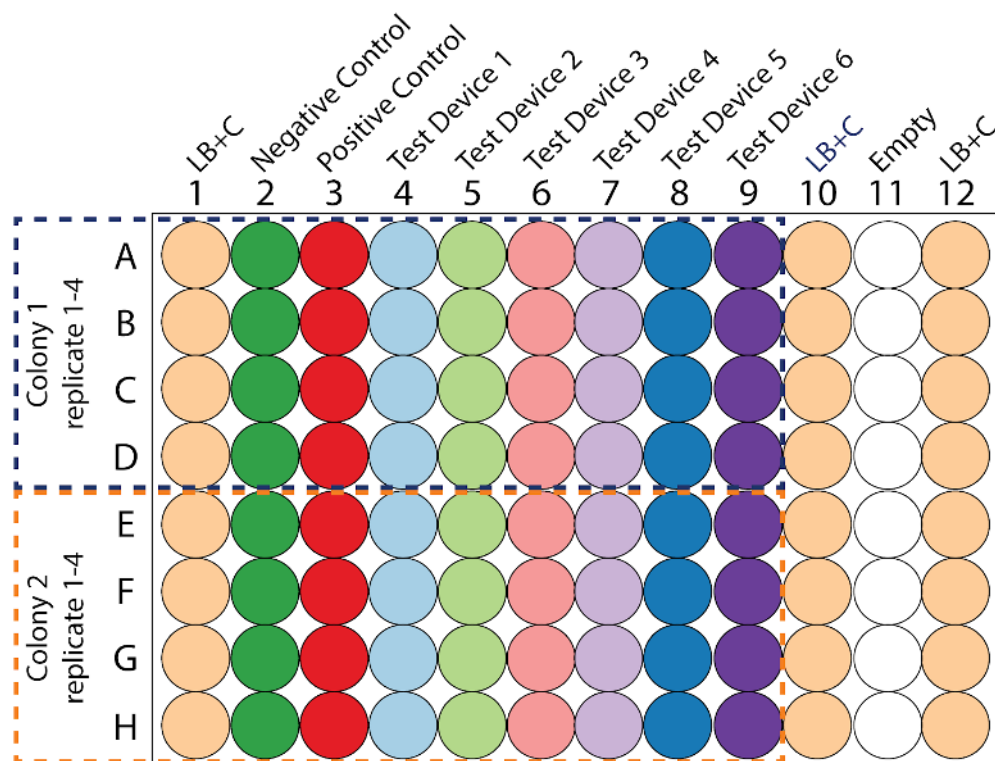 LB+C
Negative Control
Positive Control
Test Device 1
Test Device 2
Test Device 3
Test Device 4
Test Device 5
Test Device 6
LB+C
Empty
LB+C
1 2 3 4 5 6 7 8 9 10 11 12
Colony 1
replicate 1-4
A
B
C
D
Colony 2
replicate 1-4
E
F
G
H